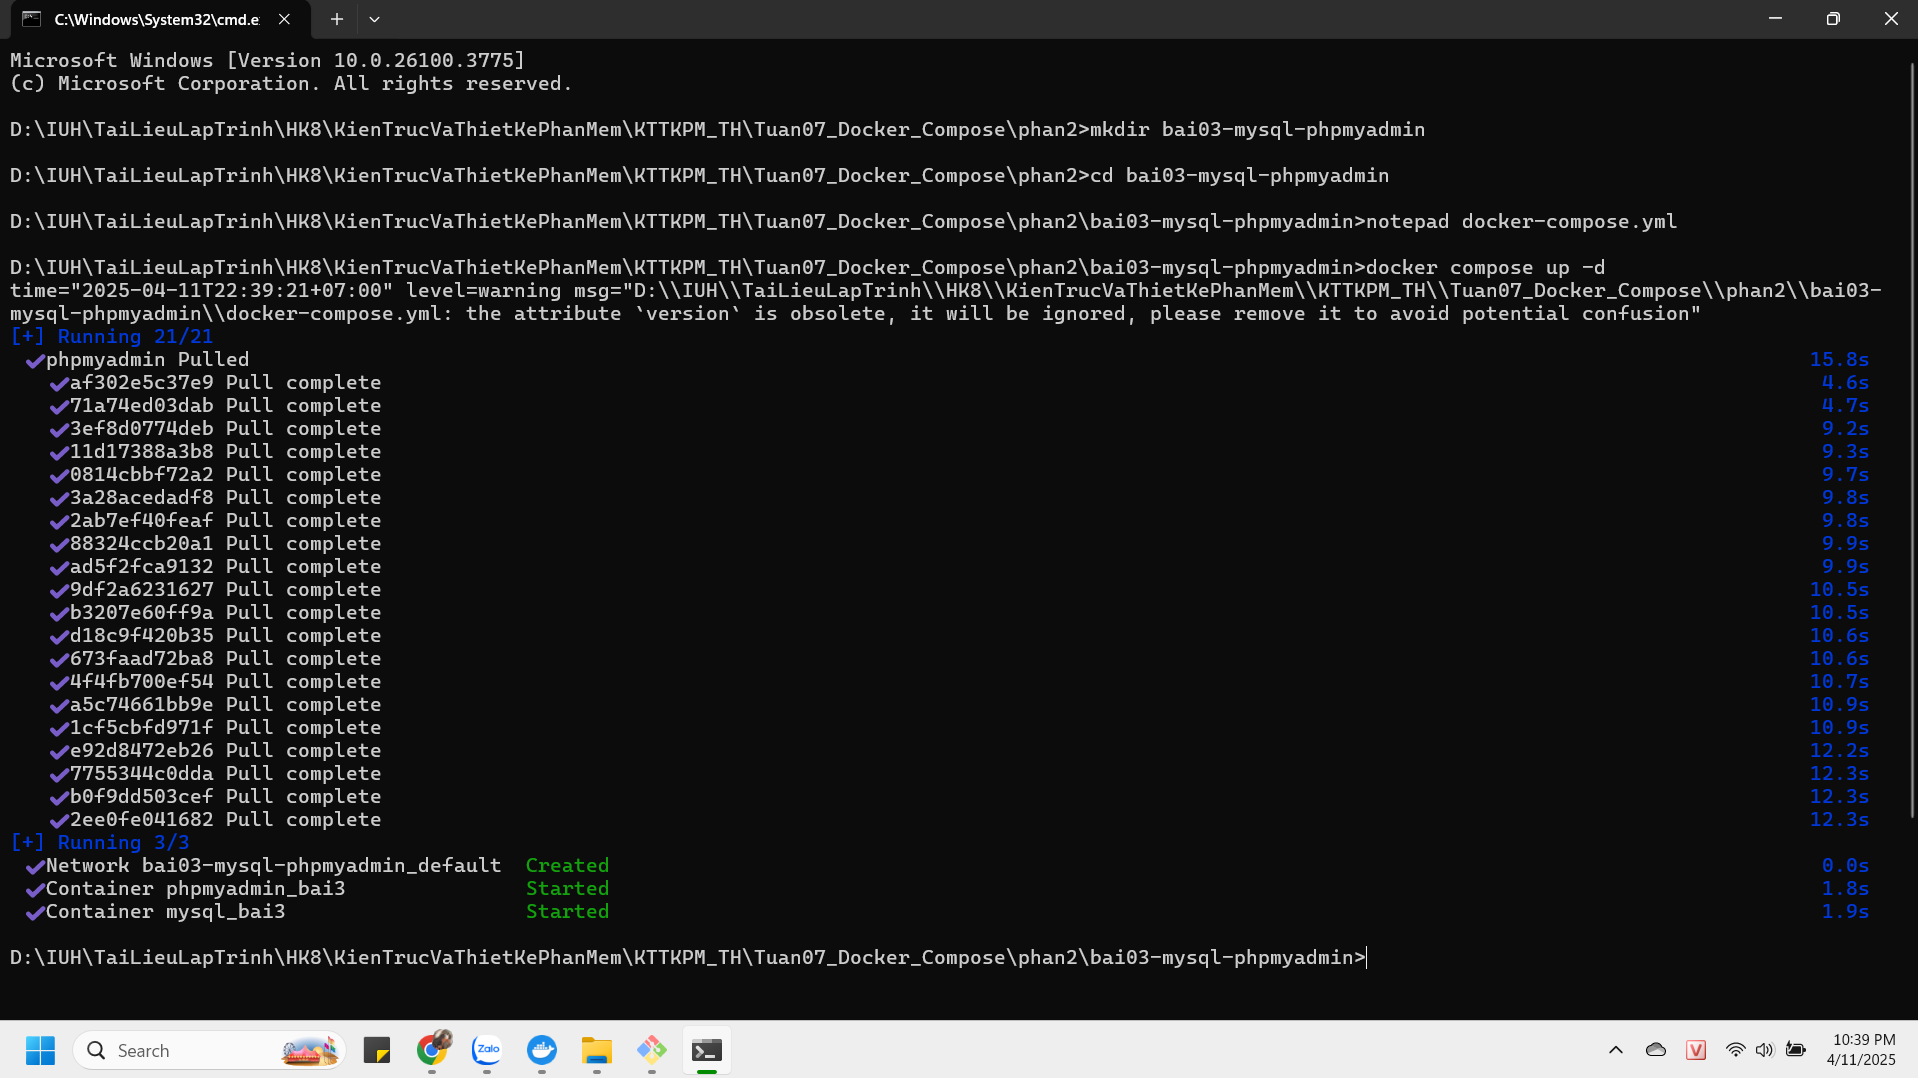 C:\Windows\System32\cmd.e
Microsoft Windows [Version 10.0.26100.3775]
(c) Microsoft Corporation. All rights reserved.
D:\IUH\TaiLieuLapTrinh\HK8\KienTrucVaThietKePhanMem\KTTKPM_TH\Tuan07_Docker_Compose\phan2>mkdir bai03-mysql-phpmyadmin
D:\IUH\TaiLieuLapTrinh\HK8\KienTrucVaThietKePhanMem\KTTKPM_TH\Tuan07_Docker_Compose\phan2>cd bai03-mysql-phpmyadmin
D:\IUH\TaiLieuLapTrinh\HK8\KienTrucVaThietKePhanMem\KTTKPM_TH\Tuan07_Docker_Compose\phan2\bai03-mysql-phpmyadmin>notepad docker-compose.yml
D:\IUH\TaiLieuLapTrinh\HK8\KienTrucVaThietKePhanMem\KTTKPM_TH\Tuan07_Docker_Compose\phan2\bai03-mysql-phpmyadmin>docker compose up -d
time="2025-04-11T22:39:21+07:00" level=warning msg="D:\\IUH\\TaiLieuLapTrinh\\HK8\\KienTrucVaThietKePhanMem\\KTTKPM_TH\\Tuan07_Docker_Compose\\phan2\\bai03-
mysql-phpmyadmin\\docker-compose.yml: the attribute `version` is obsolete, it will be ignored, please remove it to avoid potential confusion"
[+] Running 21/21
✔phpmyadmin Pulled 15.8s
✔af302e5c37e9 Pull complete 4.6s
✔71a74ed03dab Pull complete 4.7s
✔3ef8d0774deb Pull complete 9.2s
✔11d17388a3b8 Pull complete 9.3s
✔0814cbbf72a2 Pull complete 9.7s
✔3a28acedadf8 Pull complete 9.8s
✔2ab7ef40feaf Pull complete 9.8s
✔88324ccb20a1 Pull complete 9.9s
✔ad5f2fca9132 Pull complete 9.9s
✔9df2a6231627 Pull complete 10.5s
✔b3207e60ff9a Pull complete 10.5s
✔d18c9f420b35 Pull complete 10.6s
✔673faad72ba8 Pull complete 10.6s
✔4f4fb700ef54 Pull complete 10.7s
✔a5c74661bb9e Pull complete 10.9s
✔1cf5cbfd971f Pull complete 10.9s
✔e92d8472eb26 Pull complete 12.2s
✔7755344c0dda Pull complete 12.3s
✔b0f9dd503cef Pull complete 12.3s
✔2ee0fe041682 Pull complete 12.3s
[+] Running 3/3
✔Network bai03-mysql-phpmyadmin_default Created 0.0s
✔Container phpmyadmin_bai3 Started 1.8s
✔Container mysql_bai3 Started 1.9s
D:\IUH\TaiLieuLapTrinh\HK8\KienTrucVaThietKePhanMem\KTTKPM_TH\Tuan07_Docker_Compose\phan2\bai03-mysql-phpmyadmin>
Search
Zalo
V
10:39 PM
4/11/2025